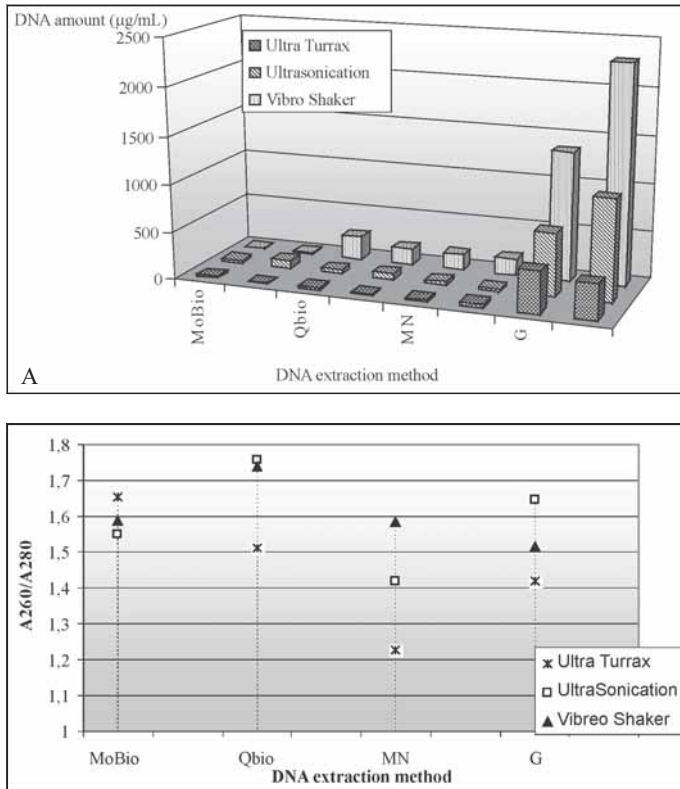 DNA amount (µg/mL)
2500
2000
1500
1000
500
0
Ultra Turrax
Ultrasonication
Vibro Shaker
MoBio
Qbio
MN
G
DNA extraction method
A
1,8
1,7
1,6
1,5
1,4
1,3
1,2
1,1
1
A260/A280
Ultra Turrax
UltraSonication
Vibreo Shaker
MoBio
Qbio
MN
G
DNA extraction method